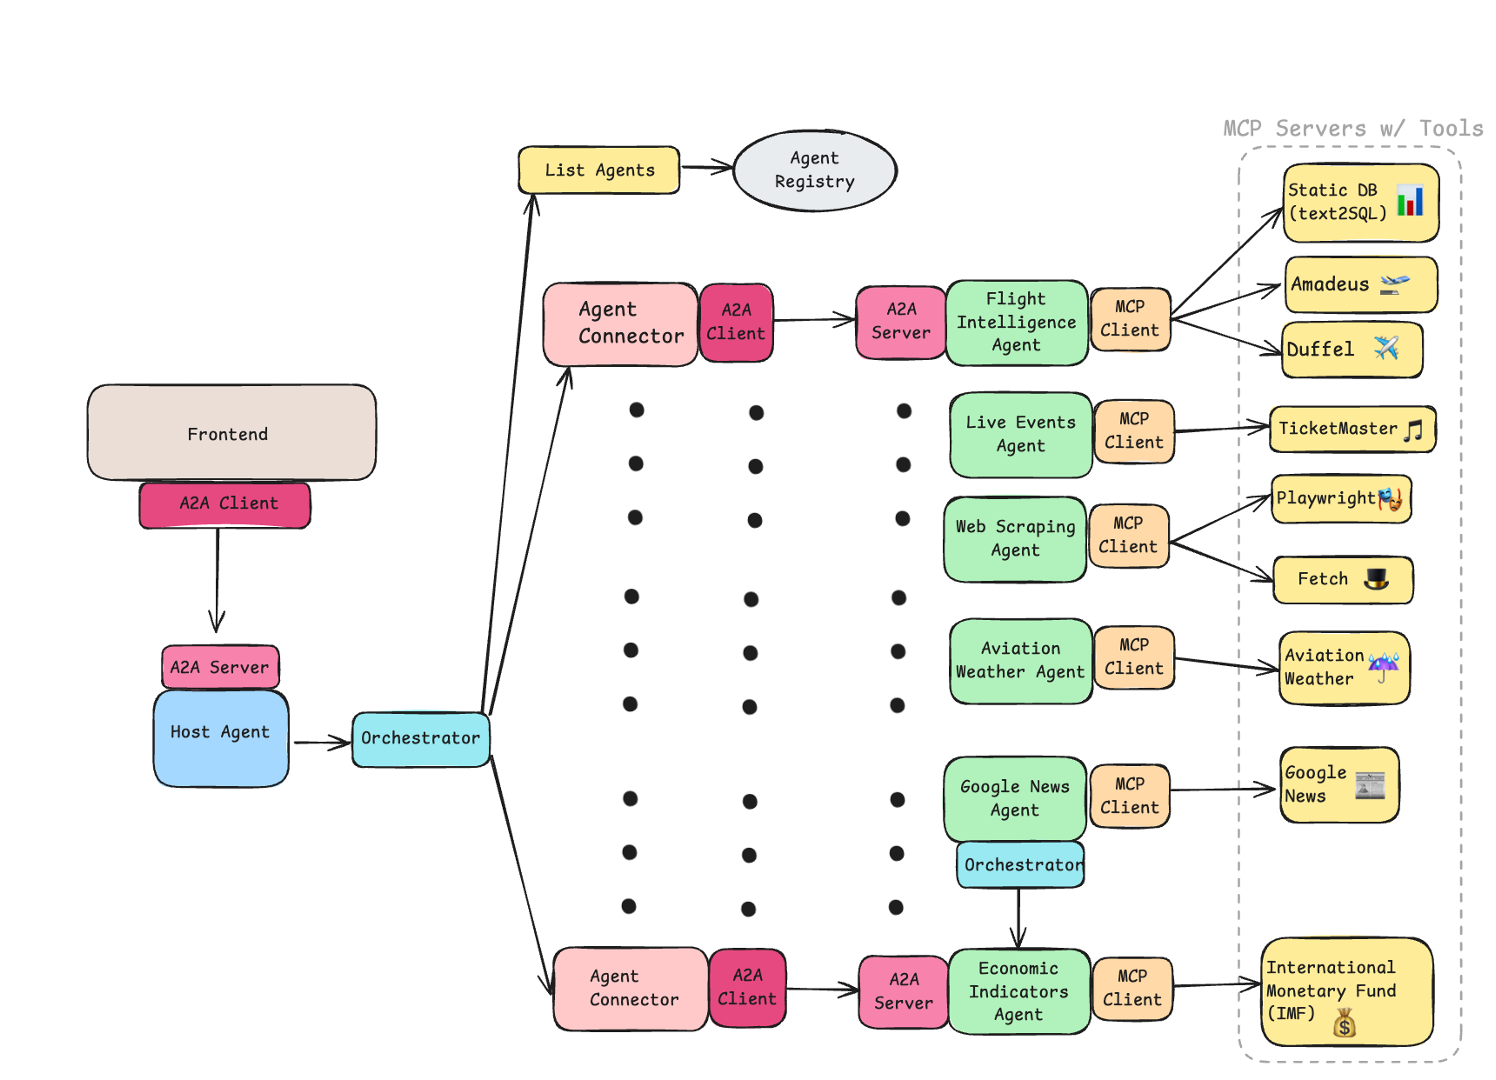 MCP Servers w/ Tools
List Agents
Agent
Registry
Static DB
(text2SQL)
Amadeus
Duffel
Agent
Connector
A2A
Client
A2A
Server
Flight
Intelligence
Agent
MCP
Client
Frontend
A2A Client
Live Events
Agent
MCP
Client
TicketMaster
Web Scraping
Agent
MCP
Client
Playwright
Fetch
A2A Server
Host Agent
Orchestrator
Aviation
Weather Agent
MCP
Client
Aviation
Weather
Google News
Agent
MCP
Client
Google
News
Orchestrator
Agent
Connector
A2A
Client
A2A
Server
Economic
Indicators
Agent
MCP
Client
International
Monetary Fund
(IMF)